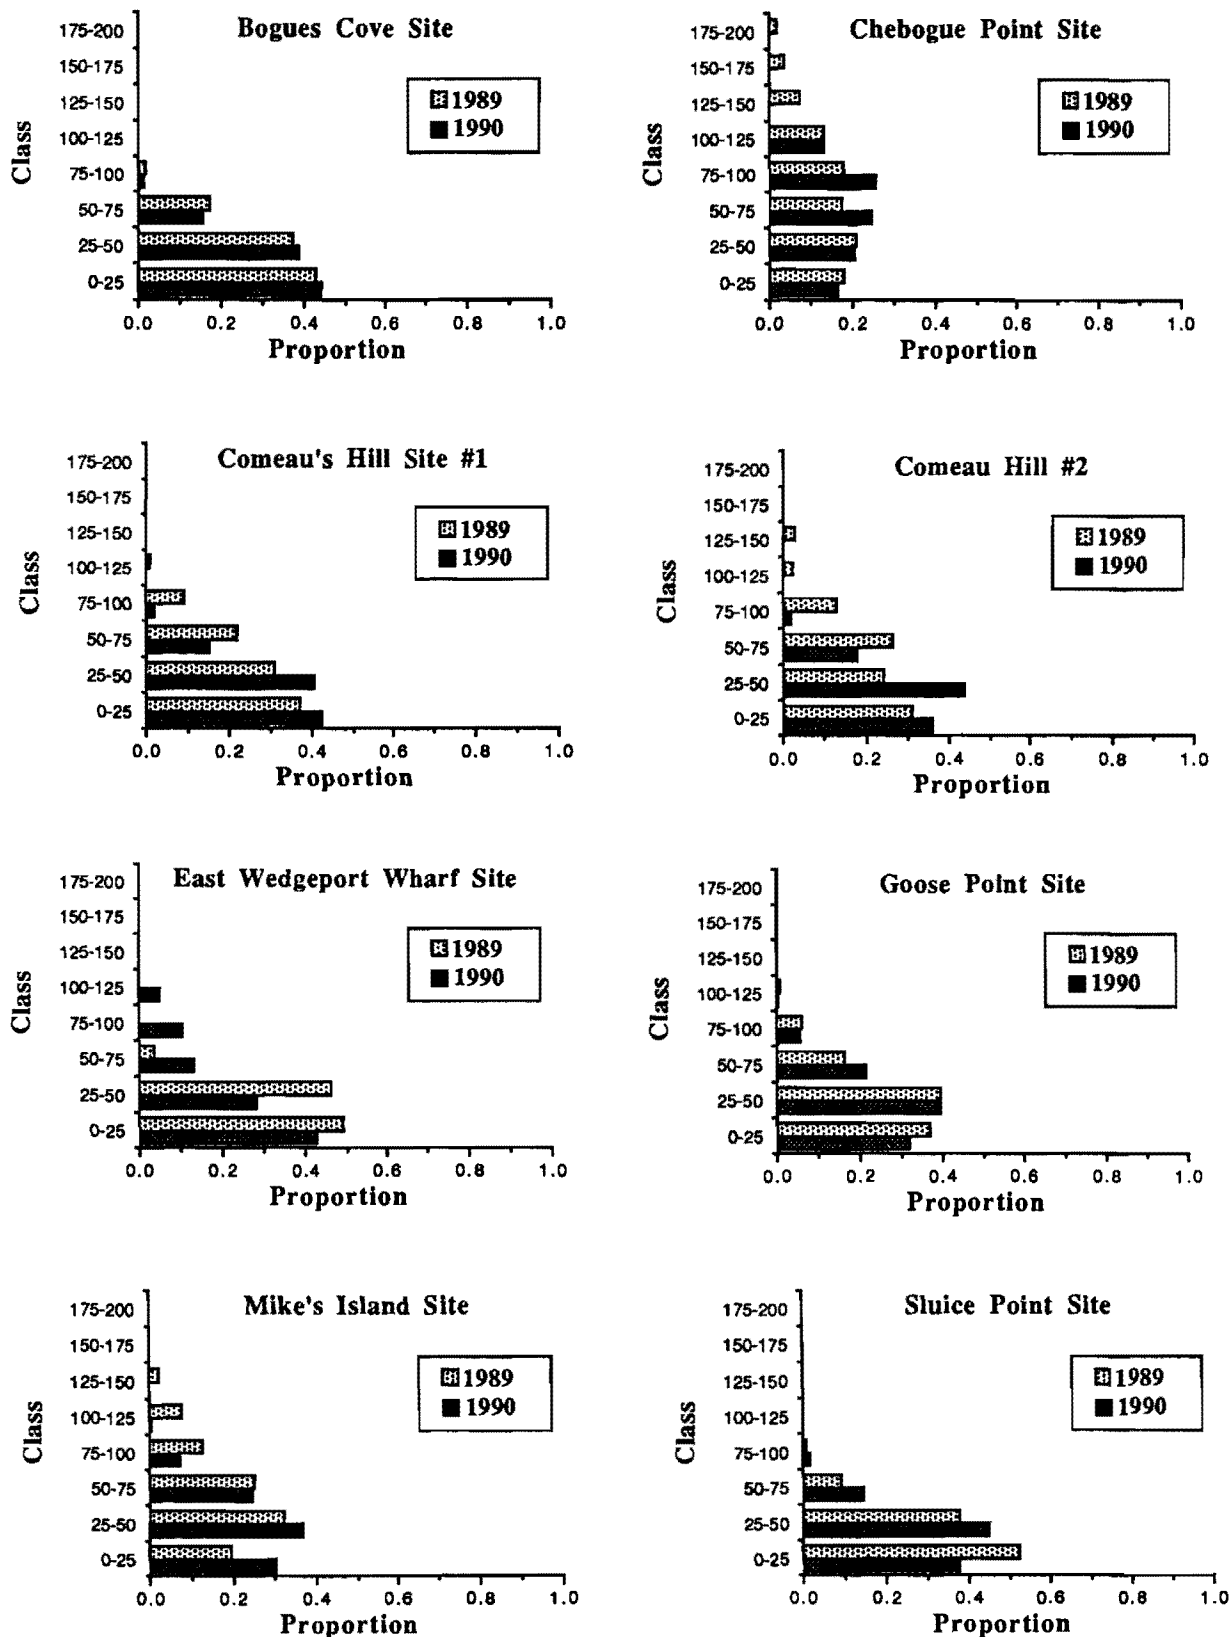 Bogues Cove Site
175-200
150-175
125-150
100-125
75-100
50-75
25-50
0-25
Class
1989
1990
0.0 0.2 0.4 0.6 0.8 1.0
Proportion
Chebogue Point Site
175-200
150-175
125-150
100-125
75-100
50-75
25-50
0-25
Class
1989
1990
0.0 0.2 0.4 0.6 0.8 1.0
Proportion
Comeau's Hill Site #1
175-200
150-175
125-150
100-125
75-100
50-75
25-50
0-25
Class
1989
1990
0.0 0.2 0.4 0.6 0.8 1.0
Proportion
Comeau Hill #2
175-200
150-175
125-150
100-125
75-100
50-75
25-50
0-25
Class
1989
1990
0.0 0.2 0.4 0.6 0.8 1.0
Proportion
East Wedgeport Wharf Site
175-200
150-175
125-150
100-125
75-100
50-75
25-50
0-25
Class
1989
1990
0.0 0.2 0.4 0.6 0.8 1.0
Proportion
Goose Point Site
175-200
150-175
125-150
100-125
75-100
50-75
25-50
0-25
Class
1989
1990
0.0 0.2 0.4 0.6 0.8 1.0
Proportion
Mike's Island Site
175-200
150-175
125-150
100-125
75-100
50-75
25-50
0-25
Class
1989
1990
0.0 0.2 0.4 0.6 0.8 1.0
Proportion
Sluice Point Site
175-200
150-175
125-150
100-125
75-100
50-75
25-50
0-25
Class
1989
1990
0.0 0.2 0.4 0.6 0.8 1.0
Proportion